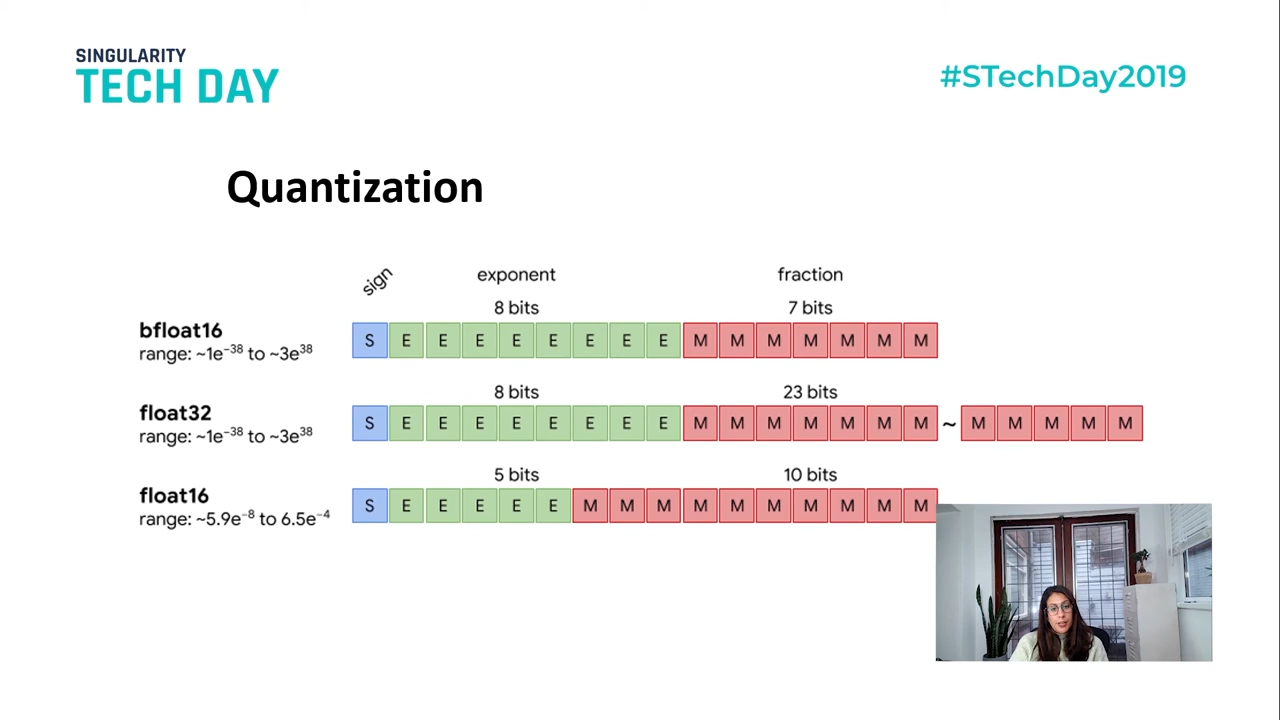 SINGULARITY
TECH DAY
#STechDay2019
Quantization
sign exponent fraction
8 bits 7 bits
bfloat16
range: ~1e⁻³⁸ to ~3e³⁸
S E E E E E E E E M M M M M M M
8 bits 23 bits
float32
range: ~1e⁻³⁸ to ~3e³⁸
S E E E E E E E E M M M M M M M ~ M M M M M
5 bits 10 bits
float16
range: ~5.9e⁻⁸ to 6.5e⁻⁴
S E E E E E M M M M M M M M M M